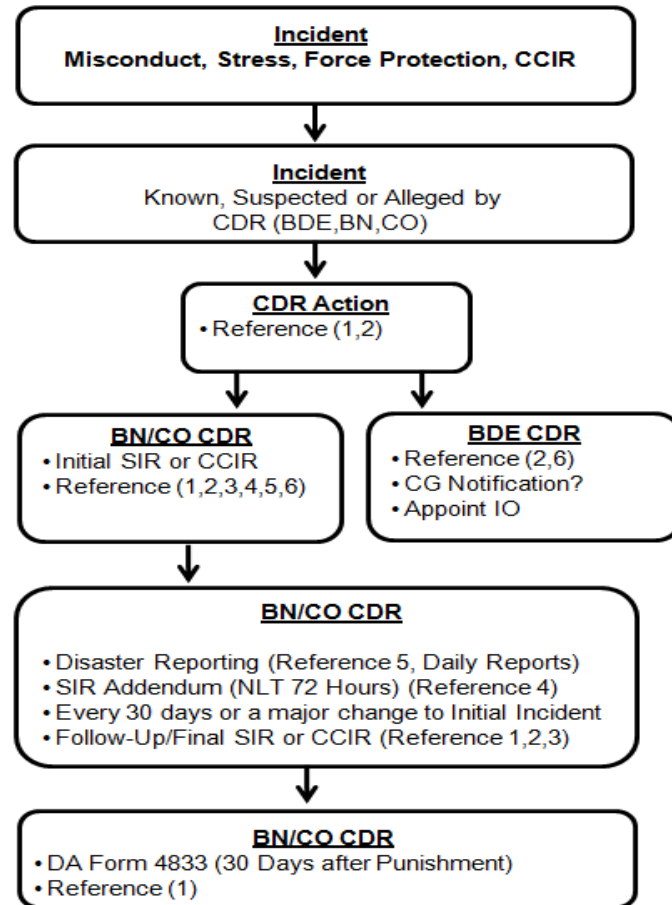 Incident
Misconduct, Stress, Force Protection, CCIR
Incident
Known, Suspected or Alleged by
CDR (BDE,BN,CO)
CDR Action
• Reference (1,2)
BN/CO CDR
• Initial SIR or CCIR
• Reference (1,2,3,4,5,6)
BDE CDR
• Reference (2,6)
• CG Notification?
• Appoint IO
BN/CO CDR
• Disaster Reporting (Reference 5, Daily Reports)
• SIR Addendum (NLT 72 Hours) (Reference 4)
• Every 30 days or a major change to Initial Incident
• Follow-Up/Final SIR or CCIR (Reference 1,2,3)
BN/CO CDR
• DA Form 4833 (30 Days after Punishment)
• Reference (1)